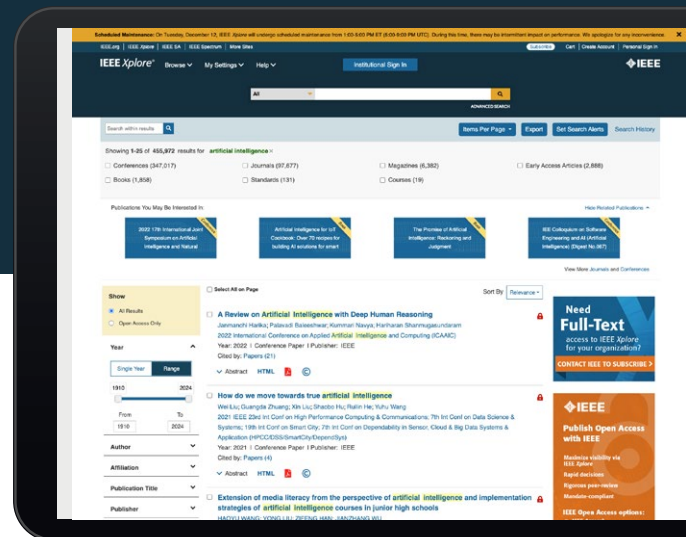 Scheduled Maintenance: On Tuesday, December 12, IEEE Xplore will undergo scheduled maintenance from 1:00-5:00 PM ET (6:00-9:00 PM UTC). During this time, there may be intermittent impact on performance. We apologize for any inconvenience. X
IEEE.org | IEEE Xplore | IEEE SA | IEEE Spectrum | More Sites SUBSCRIBE Cart | Create Account | Personal Sign In
IEEE Xplore® Browse My Settings Help Institutional Sign In IEEE
All
ADVANCED SEARCH
Search within results Items Per Page Export Set Search Alerts Search History
Showing 1-25 of 455,972 results for artificial intelligence ×
Conferences (347,017) Journals (97,677) Magazines (6,382) Early Access Articles (2,888)
Books (1,858) Standards (131) Courses (19)
Publications You May Be Interested In Hide Related Publications
2022 17th International Joint Symposium on Artificial Intelligence and Natural
Artificial Intelligence for IoT Cookbook: Over 70 recipes for building AI solutions for smart
The Promise of Artificial Intelligence: Reckoning and Judgment
IEE Colloquium on Software Engineering and AI (Artificial Intelligence) (Digest No.087)
View More Journals and Conferences
Show
All Results
Open Access Only
Year
Single Year Range
1910 2024
From To
1910 2024
Author
Affiliation
Publication Title
Publisher
Select All on Page Sort By Relevance
A Review on Artificial Intelligence with Deep Human Reasoning
Janmanchi Harika; Palavadi Baleeshwar; Kummari Navya; Hariharan Shanmugasundaram
2022 International Conference on Applied Artificial Intelligence and Computing (ICAAIC)
Year: 2022 | Conference Paper | Publisher: IEEE
Cited by: Papers (21)
Abstract HTML ©
How do we move towards true artificial intelligence
Wei Liu; Guangda Zhuang; Xin Liu; Shaobo Hu; Ruilin He; Yuhu Wang
2021 IEEE 23rd Int Conf on High Performance Computing & Communications; 7th Int Conf on Data Science &
Systems; 19th Int Conf on Smart City; 7th Int Conf on Dependability in Sensor, Cloud & Big Data Systems &
Application (HPCC/DSS/SmartCity/DependSys)
Year: 2021 | Conference Paper | Publisher: IEEE
Cited by: Papers (4)
Abstract HTML ©
Extension of media literacy from the perspective of artificial intelligence and implementation
strategies of artificial intelligence courses in junior high schools
HAOYU WANG; YONG LIU; ZIFENG HAN; JIANZHANG WU
Need
Full-Text
access to IEEE Xplore
for your organization?
CONTACT IEEE TO SUBSCRIBE >
IEEE
Publish Open Access
with IEEE
Maximize visibility via
IEEE Xplore
Rapid decisions
Rigorous peer-review
Mandate-compliant
IEEE Open Access options: